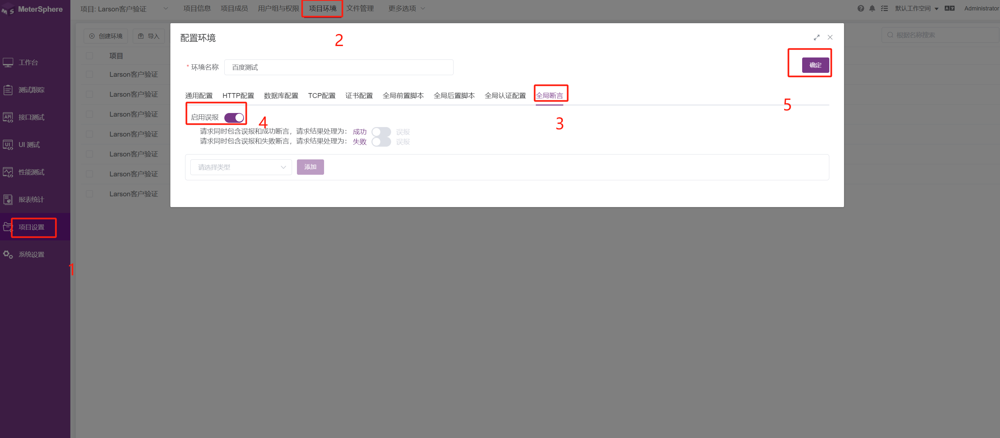 MS MeterSphere
项目: Larson客户验证
项目信息
项目成员
用户组与权限
项目环境
文件管理
更多选项
默认工作空间
Administrator
工作台
测试跟踪
API 接口测试
UI UI 测试
性能测试
报表统计
项目设置
系统设置
1
创建环境
导入
根据名称搜索
项目
Larson客户验证
Larson客户验证
Larson客户验证
Larson客户验证
Larson客户验证
Larson客户验证
Larson客户验证
配置环境
2
* 环境名称 百度测试
确定
通用配置 HTTP配置 数据库配置 TCP配置 证书配置 全局前置脚本 全局后置脚本 全局认证配置 全局断言
5
启用误报
4
3
请求同时包含误报和成功断言，请求结果处理为： 成功 误报
请求同时包含误报和失败断言，请求结果处理为： 失败 误报
请选择类型 添加